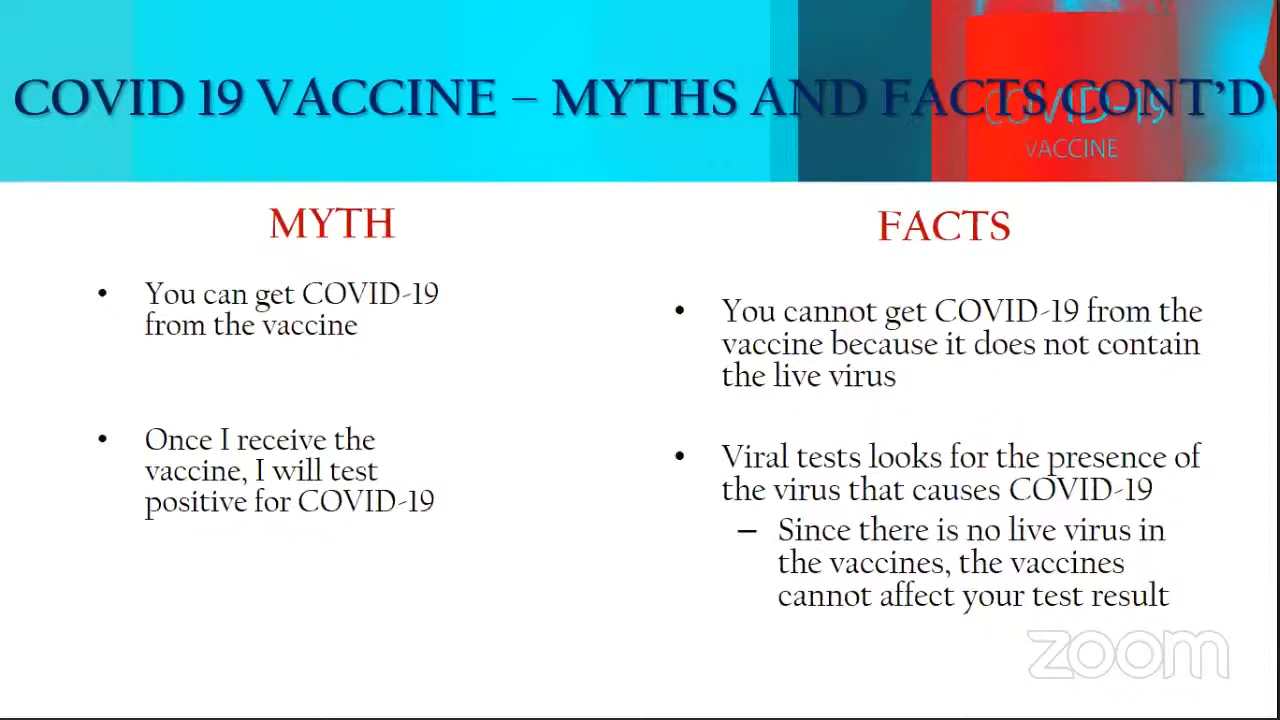 COVID 19 VACCINE – MYTHS AND FACTS CONT'D
COVID-19
VACCINE
MYTH
• You can get COVID-19
from the vaccine
• Once I receive the
vaccine, I will test
positive for COVID-19
FACTS
• You cannot get COVID-19 from the
vaccine because it does not contain
the live virus
• Viral tests looks for the presence of
the virus that causes COVID-19
– Since there is no live virus in
the vaccines, the vaccines
cannot affect your test result
zoom